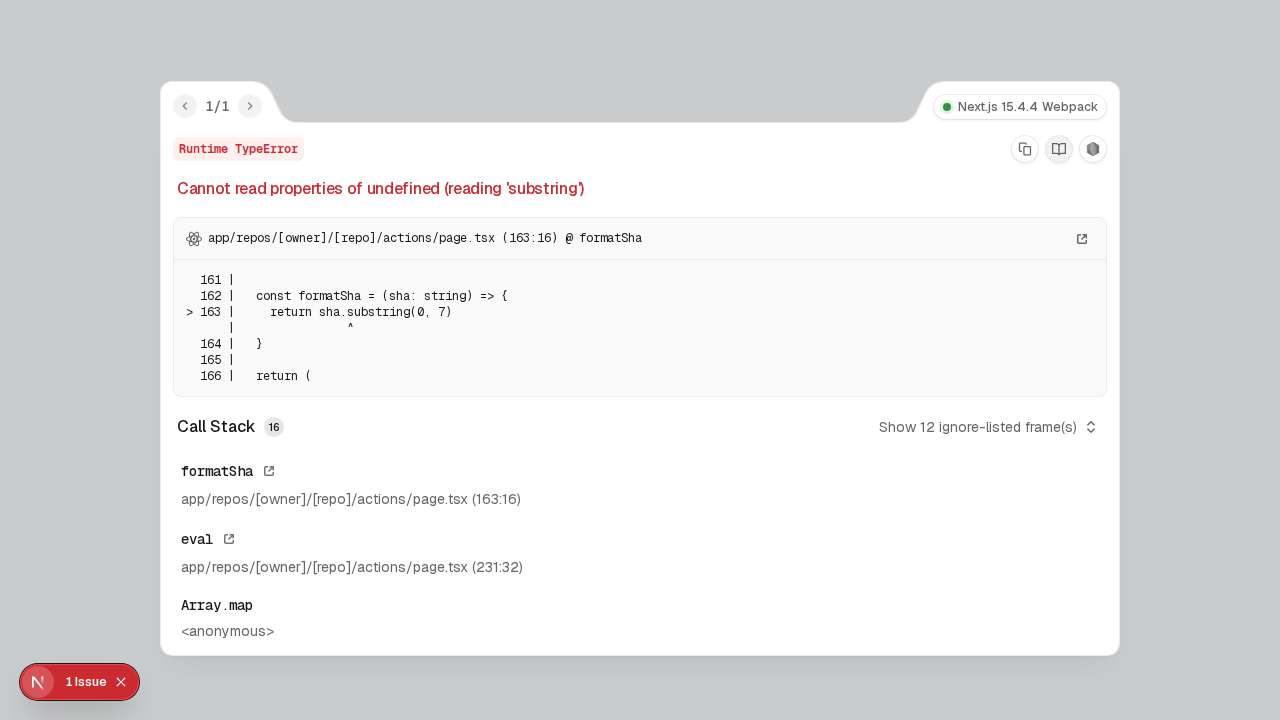 1/1
Next.js 15.4.4 Webpack
Runtime TypeError
Cannot read properties of undefined (reading 'substring')
app/repos/[owner]/[repo]/actions/page.tsx (163:16) @ formatSha
161 |
162 |   const formatSha = (sha: string) => {
> 163 |     return sha.substring(0, 7)
|                ^
164 |   }
165 |
166 |   return (
Call Stack 16
Show 12 ignore-listed frame(s)
formatSha
app/repos/[owner]/[repo]/actions/page.tsx (163:16)
eval
app/repos/[owner]/[repo]/actions/page.tsx (231:32)
Array.map
<anonymous>
1 Issue